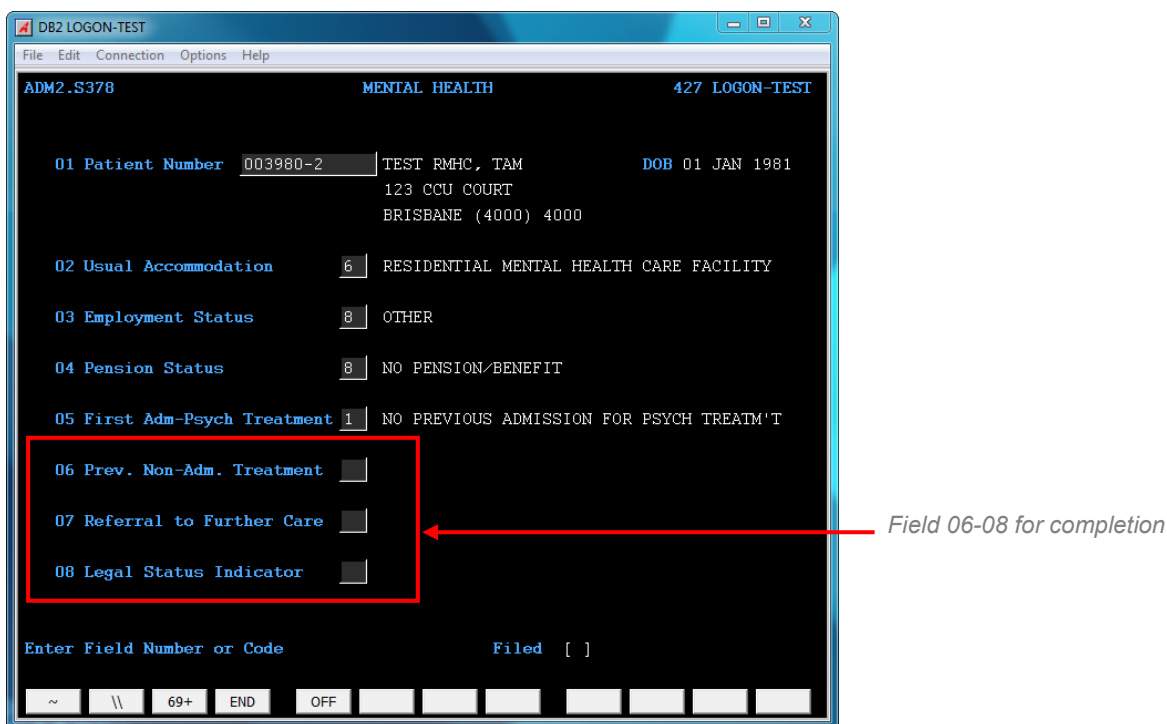 DB2 LOGON-TEST
File Edit Connection Options Help
ADM2.S378 MENTAL HEALTH 427 LOGON-TEST
01 Patient Number 003980-2 TEST RMHC, TAM DOB 01 JAN 1981
123 CCU COURT
BRISBANE (4000) 4000
02 Usual Accommodation 6 RESIDENTIAL MENTAL HEALTH CARE FACILITY
03 Employment Status 8 OTHER
04 Pension Status 8 NO PENSION/BENEFIT
05 First Adm-Psych Treatment 1 NO PREVIOUS ADMISSION FOR PSYCH TREATM'T
06 Prev. Non-Adm. Treatment
07 Referral to Further Care
Field 06-08 for completion
08 Legal Status Indicator
Enter Field Number or Code Filed [ ]
~ \\ 69+ END OFF